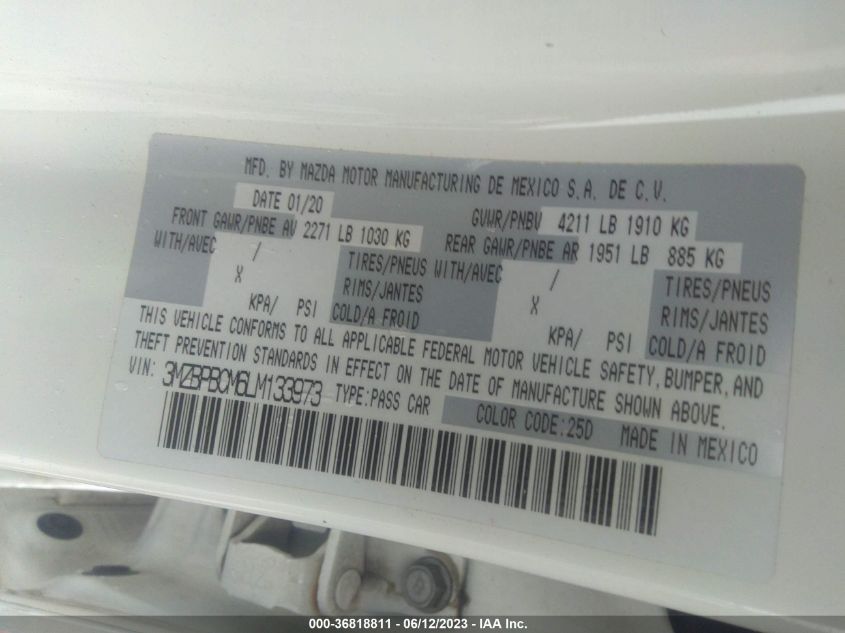 MFD. BY MAZDA MOTOR MANUFACTURING DE MEXICO S.A. DE C.V.
DATE 01/20 GVWR/PNBV 4211 LB 1910 KG
FRONT GAWR/PNBE AV 2271 LB 1030 KG REAR GAWR/PNBE AR 1951 LB 885 KG
WITH/AVEC / TIRES/PNEUS WITH/AVEC / TIRES/PNEUS
X RIMS/JANTES X RIMS/JANTES
KPA/ PSI COLD/A FROID KPA/ PSI COLD/A FROID
THIS VEHICLE CONFORMS TO ALL APPLICABLE FEDERAL MOTOR VEHICLE SAFETY, BUMPER, AND
THEFT PREVENTION STANDARDS IN EFFECT ON THE DATE OF MANUFACTURE SHOWN ABOVE.
VIN: 3MZBPBCM6LM133973 TYPE:PASS CAR COLOR CODE:25D MADE IN MEXICO
000-36818811 - 06/12/2023 - IAA Inc.